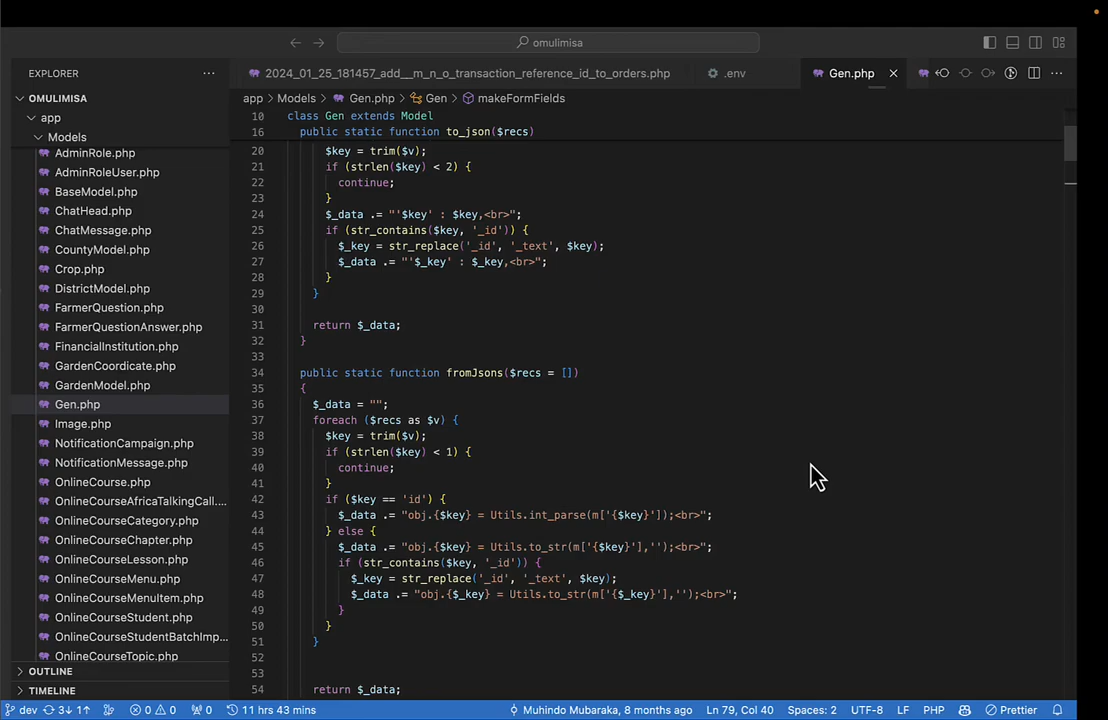 omulimisa
EXPLORER
2024_01_25_181457_add__m_n_o_transaction_reference_id_to_orders.php
.env
Gen.php
OMULIMISA
app
Models
AdminRole.php
AdminRoleUser.php
BaseModel.php
ChatHead.php
ChatMessage.php
CountyModel.php
Crop.php
DistrictModel.php
FarmerQuestion.php
FarmerQuestionAnswer.php
FinancialInstitution.php
GardenCoordicate.php
GardenModel.php
Gen.php
Image.php
NotificationCampaign.php
NotificationMessage.php
OnlineCourse.php
OnlineCourseAfricaTalkingCall....
OnlineCourseCategory.php
OnlineCourseChapter.php
OnlineCourseLesson.php
OnlineCourseMenu.php
OnlineCourseMenuItem.php
OnlineCourseStudent.php
OnlineCourseStudentBatchImp...
OnlineCourseTopic.php
OUTLINE
TIMELINE
app > Models > Gen.php > Gen > makeFormFields
10 class Gen extends Model
16 public static function to_json($recs)
20 $key = trim($v);
21 if (strlen($key) < 2) {
22 continue;
23 }
24 $_data .= "'$key' : $key,<br>";
25 if (str_contains($key, '_id')) {
26 $_key = str_replace('_id', '_text', $key);
27 $_data .= "'$_key' : $_key,<br>";
28 }
29 }
30
31 return $_data;
32 }
33
34 public static function fromJsons($recs = [])
35 {
36 $_data = "";
37 foreach ($recs as $v) {
38 $key = trim($v);
39 if (strlen($key) < 1) {
40 continue;
41 }
42 if ($key == 'id') {
43 $_data .= "obj.{$key} = Utils.int_parse(m['{$key}']);<br>";
44 } else {
45 $_data .= "obj.{$key} = Utils.to_str(m['{$key}'],'');<br>";
46 if (str_contains($key, '_id')) {
47 $_key = str_replace('_id', '_text', $key);
48 $_data .= "obj.{$_key} = Utils.to_str(m['{$_key}'],'');<br>";
49 }
50 }
51 }
52
53
54 return $_data;
dev 3↓ 1↑ 0 0 0 11 hrs 43 mins Muhindo Mubaraka, 8 months ago Ln 79, Col 40 Spaces: 2 UTF-8 LF PHP Prettier